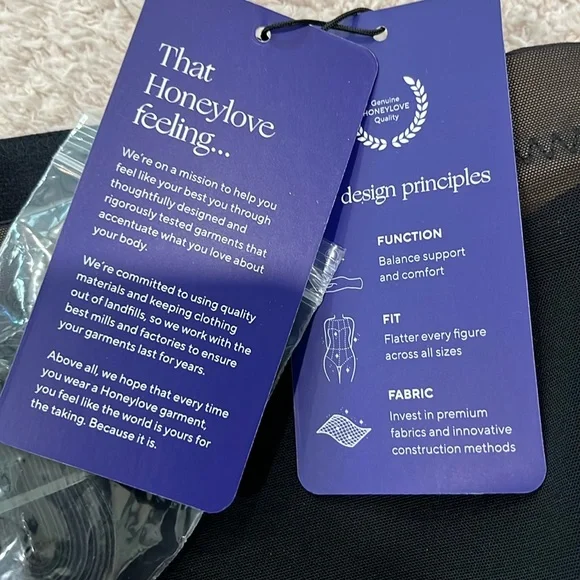 That
Honeylove
feeling...
We're on a mission to help you
feel like your best you through
thoughtfully designed and
rigorously tested garments that
accentuate what you love about
your body.
We're committed to using quality
materials and keeping clothing
out of landfills, so we work with the
best mills and factories to ensure
your garments last for years.
Above all, we hope that every time
you wear a Honeylove garment,
you feel like the world is yours for
the taking. Because it is.
Genuine
HONEYLOVE
Quality
design principles
FUNCTION
Balance support
and comfort
FIT
Flatter every figure
across all sizes
FABRIC
Invest in premium
fabrics and innovative
construction methods